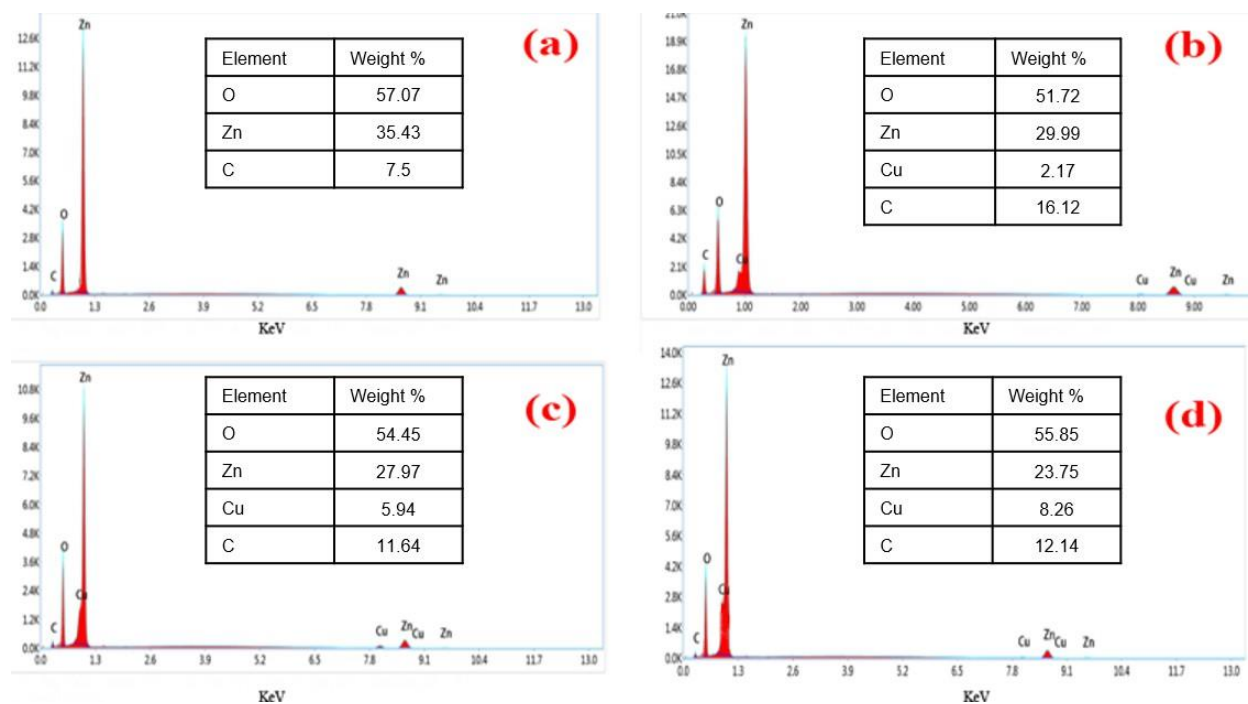 (a)
Zn
12.6K
11.2K
9.8K
8.4K
7.0K
5.6K
4.2K
2.8K
1.4K
0.0K
Element Weight %
O 57.07
Zn 35.43
C 7.5
C O Zn Zn
0.0 1.3 2.6 3.9 5.2 6.5 7.8 9.1 10.4 11.7 13.0
KeV
(b)
Zn
18.9K
16.8K
14.7K
12.6K
10.5K
8.4K
6.3K
4.2K
2.1K
0.0K
Element Weight %
O 51.72
Zn 29.99
Cu 2.17
C 16.12
C O Cu Cu Zn Cu Zn
0.00 1.00 2.00 3.00 4.00 5.00 6.00 7.00 8.00 9.00
KeV
(c)
Zn
10.8K
9.6K
8.4K
7.2K
6.0K
4.8K
3.6K
2.4K
1.2K
0.0K
Element Weight %
O 54.45
Zn 27.97
Cu 5.94
C 11.64
C O Cu Cu Zn Cu Zn
0.0 1.3 2.6 3.9 5.2 6.5 7.8 9.1 10.4 11.7 13.0
KeV
(d)
Zn
14.0K
12.6K
11.2K
9.8K
8.4K
7.0K
5.6K
4.2K
2.8K
1.4K
0.0K
Element Weight %
O 55.85
Zn 23.75
Cu 8.26
C 12.14
C O Cu Cu Zn Cu Zn
0.0 1.3 2.6 3.9 5.2 6.5 7.8 9.1 10.4 11.7 13.0
KeV